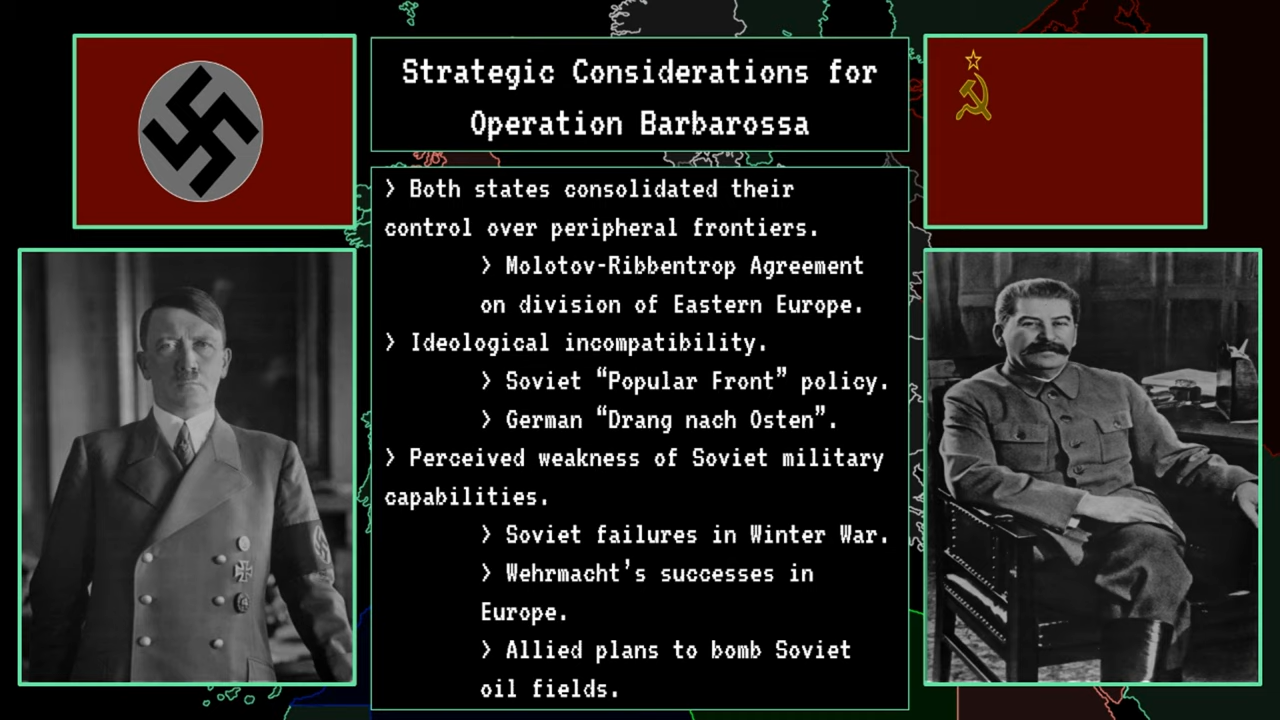 Strategic Considerations for
Operation Barbarossa
> Both states consolidated their
control over peripheral frontiers.
> Molotov-Ribbentrop Agreement
on division of Eastern Europe.
> Ideological incompatibility.
> Soviet “Popular Front” policy.
> German “Drang nach Osten”.
> Perceived weakness of Soviet military
capabilities.
> Soviet failures in Winter War.
> Wehrmacht's successes in
Europe.
> Allied plans to bomb Soviet
oil fields.